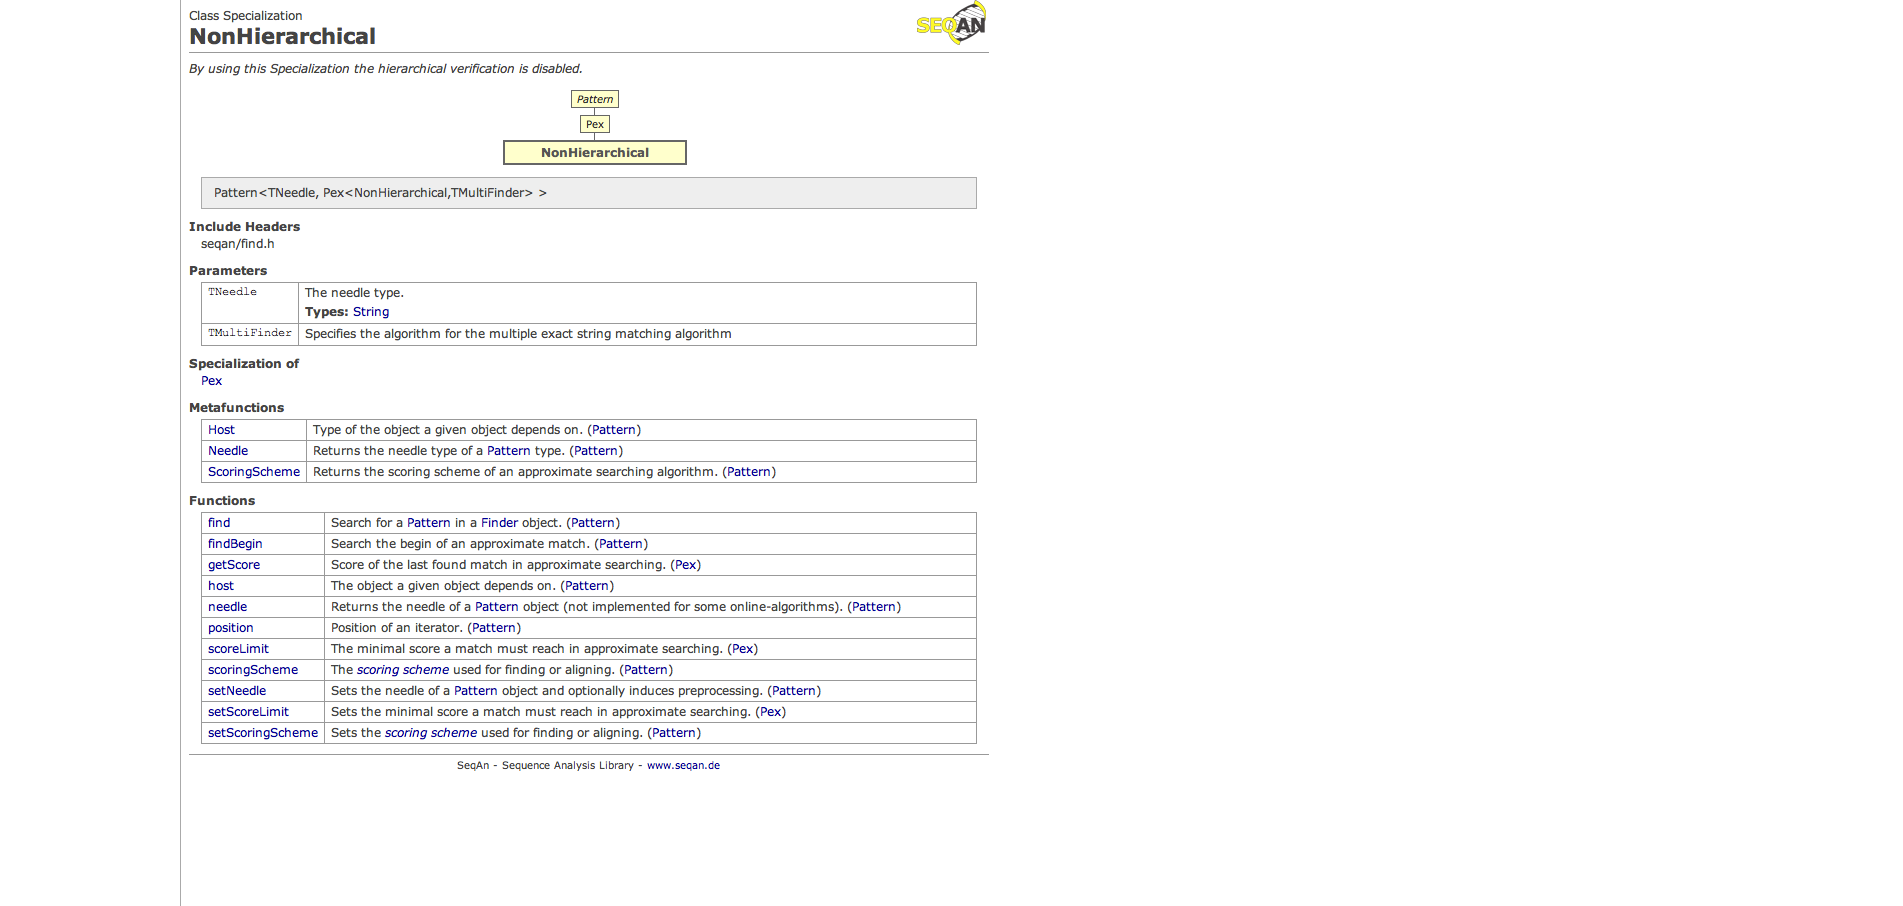 Class Specialization
NonHierarchical
SEQAN
By using this Specialization the hierarchical verification is disabled.
Pattern
Pex
NonHierarchical
Pattern<TNeedle, Pex<NonHierarchical,TMultiFinder> >
Include Headers
seqan/find.h
Parameters
TNeedle The needle type.
Types: String
TMultiFinder Specifies the algorithm for the multiple exact string matching algorithm
Specialization of
Pex
Metafunctions
Host Type of the object a given object depends on. (Pattern)
Needle Returns the needle type of a Pattern type. (Pattern)
ScoringScheme Returns the scoring scheme of an approximate searching algorithm. (Pattern)
Functions
find Search for a Pattern in a Finder object. (Pattern)
findBegin Search the begin of an approximate match. (Pattern)
getScore Score of the last found match in approximate searching. (Pex)
host The object a given object depends on. (Pattern)
needle Returns the needle of a Pattern object (not implemented for some online-algorithms). (Pattern)
position Position of an iterator. (Pattern)
scoreLimit The minimal score a match must reach in approximate searching. (Pex)
scoringScheme The scoring scheme used for finding or aligning. (Pattern)
setNeedle Sets the needle of a Pattern object and optionally induces preprocessing. (Pattern)
setScoreLimit Sets the minimal score a match must reach in approximate searching. (Pex)
setScoringScheme Sets the scoring scheme used for finding or aligning. (Pattern)
SeqAn - Sequence Analysis Library - www.seqan.de